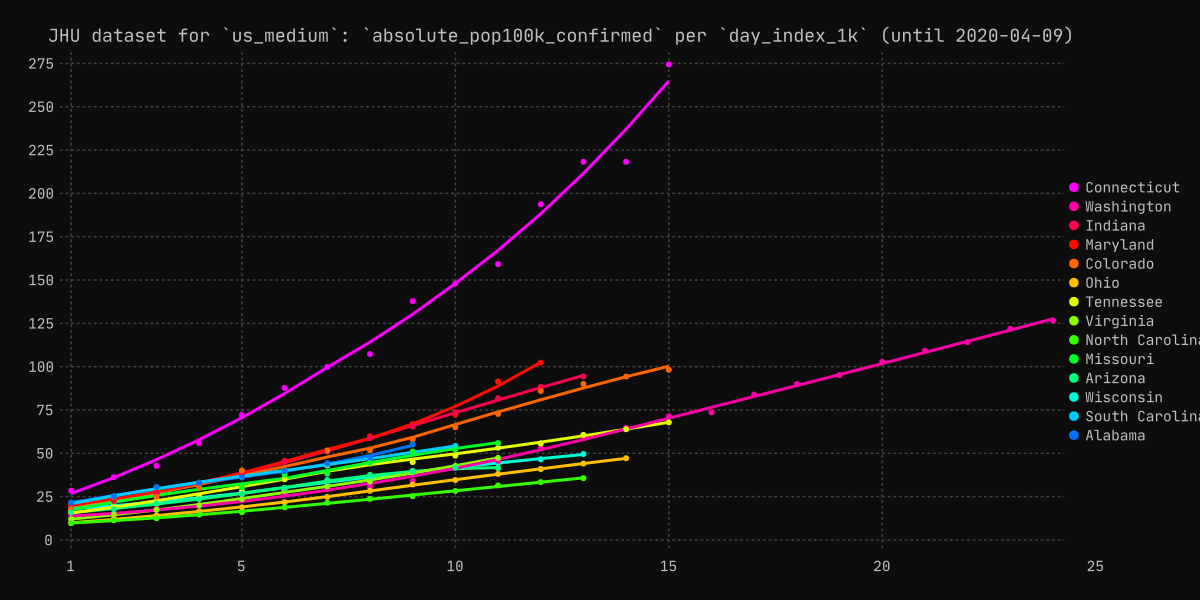 JHU dataset for `us_medium`: `absolute_pop100k_confirmed` per `day_index_1k` (until 2020-04-09)
275
250
225
200
175
150
125
100
75
50
25
0
1 5 10 15 20 25
Connecticut
Washington
Indiana
Maryland
Colorado
Ohio
Tennessee
Virginia
North Carolina
Missouri
Arizona
Wisconsin
South Carolina
Alabama